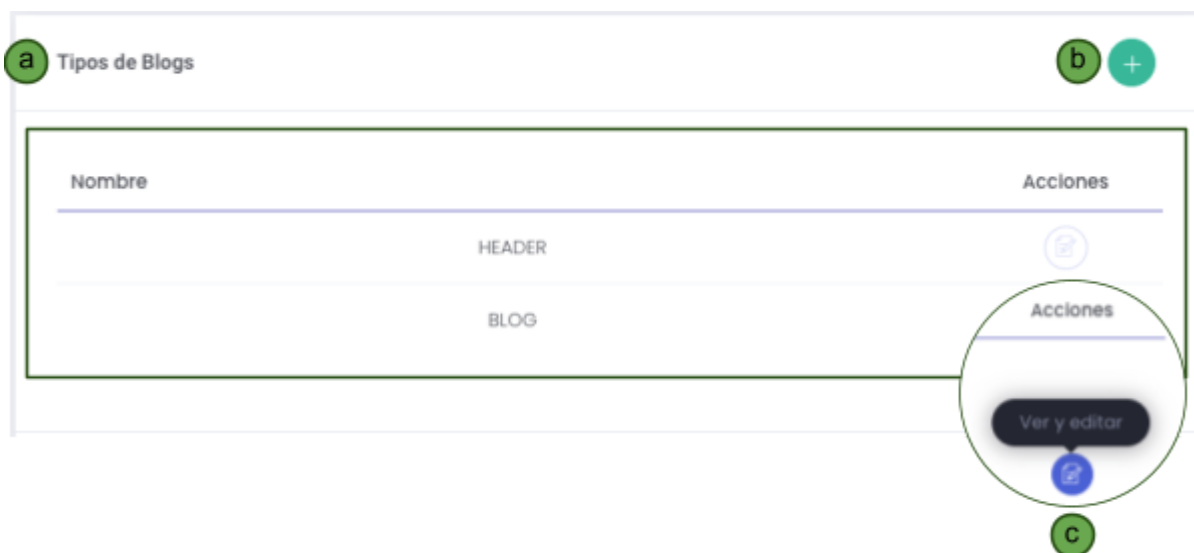 a Tipos de Blogs b +
Nombre Acciones
HEADER
BLOG
Acciones
Ver y editar
c